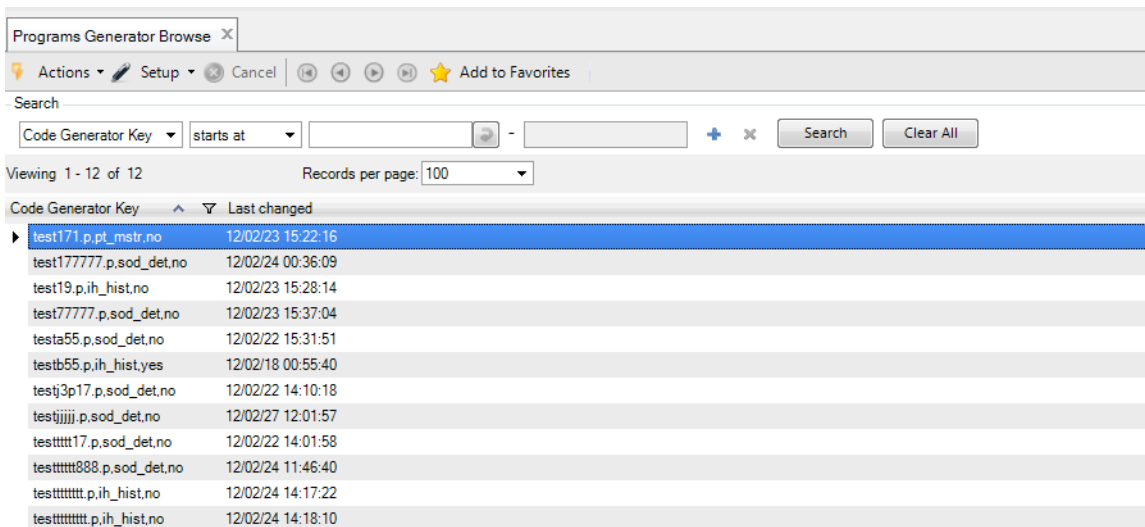 Programs Generator Browse X
Actions Setup Cancel Add to Favorites
Search
Code Generator Key starts at - Search Clear All
Viewing 1 - 12 of 12 Records per page: 100
Code Generator Key Last changed
test171.p,pt_mstr,no 12/02/23 15:22:16
test177777.p,sod_det,no 12/02/24 00:36:09
test19.p,ih_hist,no 12/02/23 15:28:14
test77777.p,sod_det,no 12/02/23 15:37:04
testa55.p,sod_det,no 12/02/22 15:31:51
testb55.p,ih_hist,yes 12/02/18 00:55:40
testj3p17.p,sod_det,no 12/02/22 14:10:18
testjjjjj.p,sod_det,no 12/02/27 12:01:57
testtttt17.p,sod_det,no 12/02/22 14:01:58
testttttt888.p,sod_det,no 12/02/24 11:46:40
testtttttttt.p,ih_hist,no 12/02/24 14:17:22
testttttttttt.p,ih_hist,no 12/02/24 14:18:10